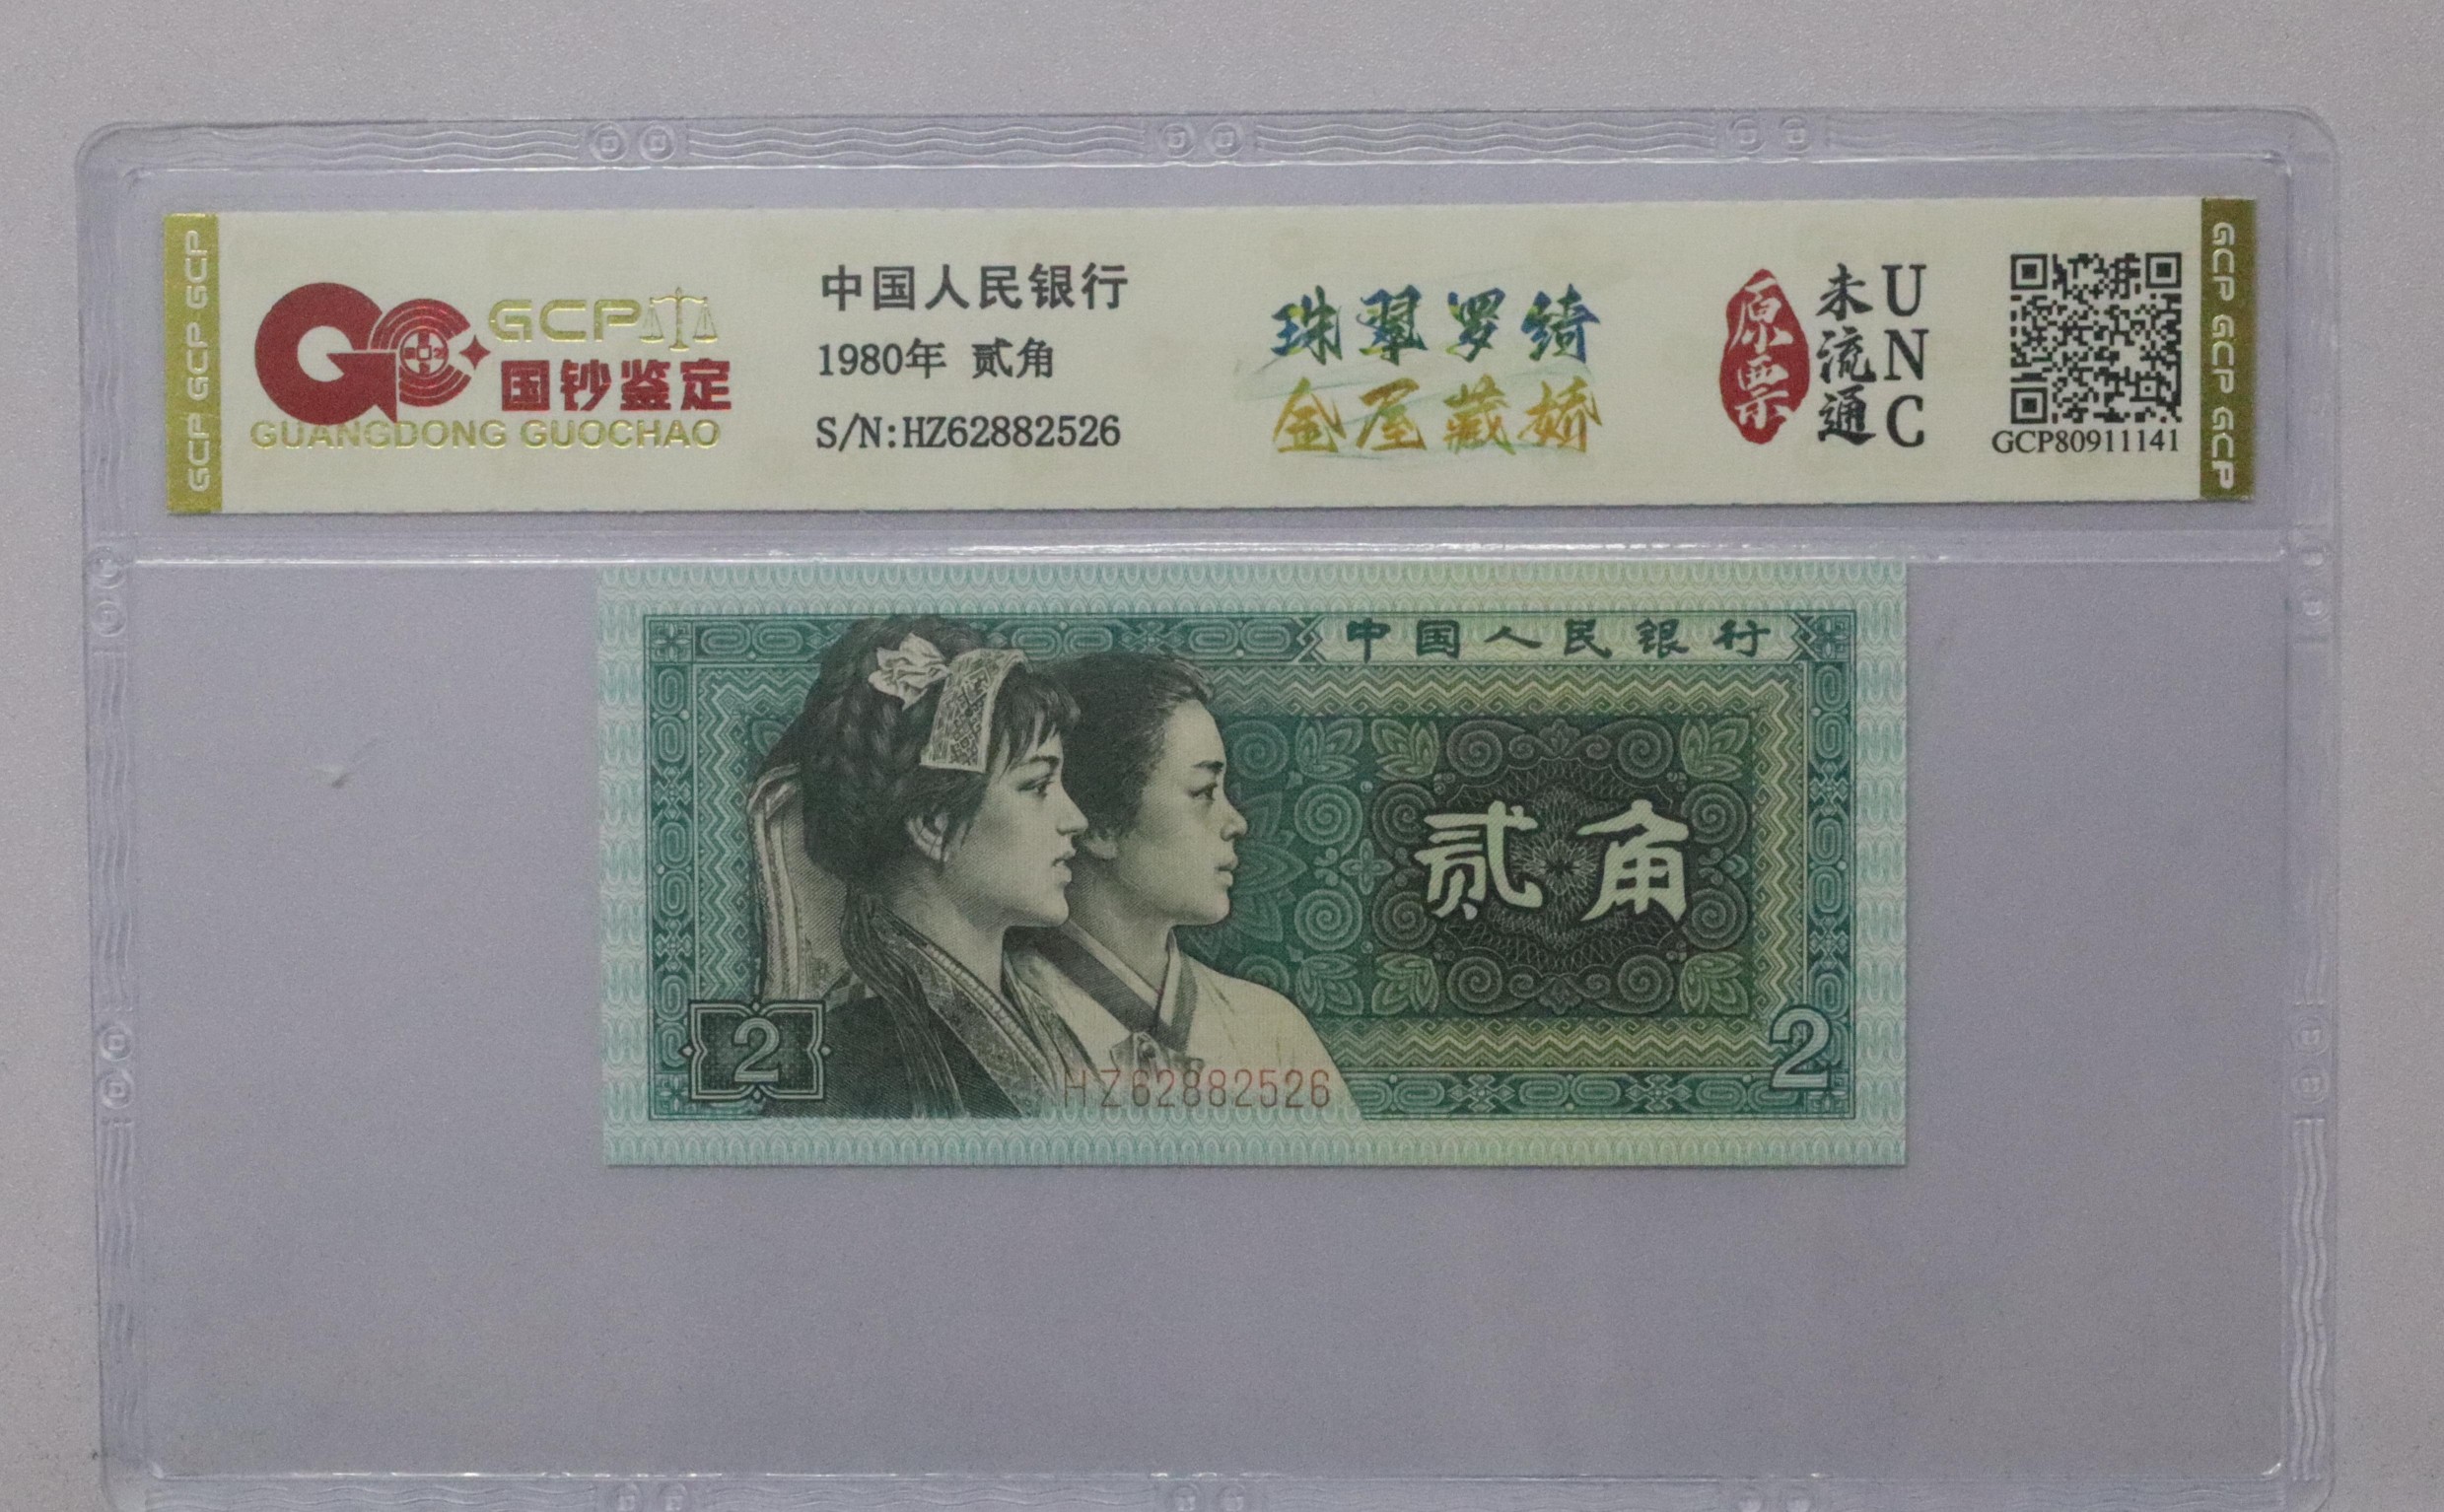 GCP GCP GCP
GCP
国钞鉴定
GUANGDONG GUOCHAO
中国人民银行
1980年 贰角
S/N:HZ62882526
珠翠罗绮
金屋藏娇
原票
未流通
UNC
GCP80911141
GCP GCP GCP
中国人民银行
贰角
2
2
HZ62882526